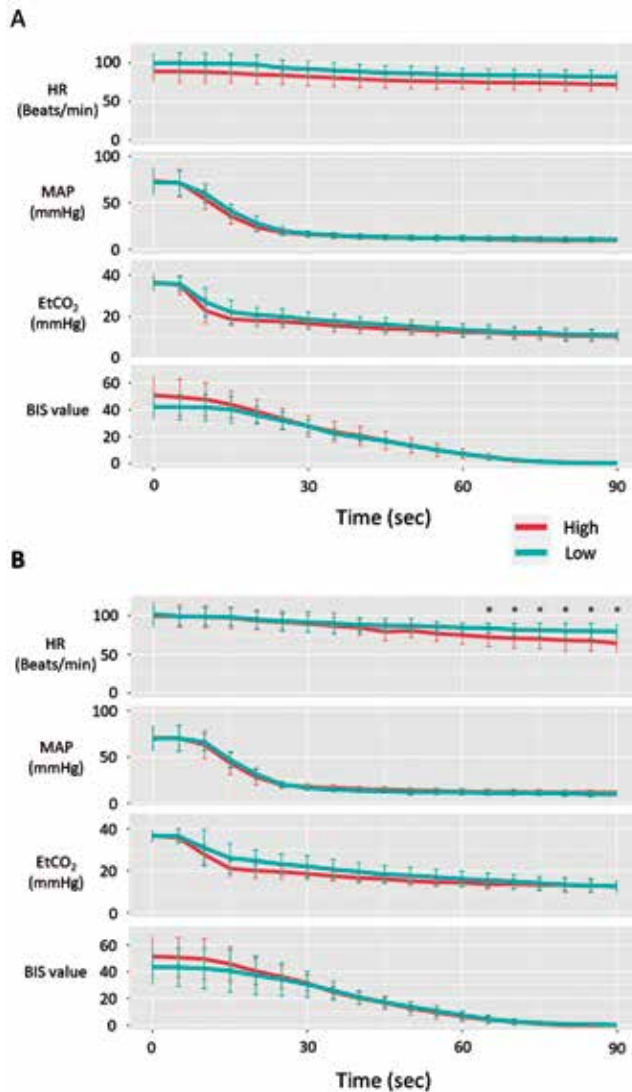 A
HR
(Beats/min)
100
50
0
MAP
(mmHg)
100
50
0
EtCO₂
(mmHg)
40
20
0
BIS value
60
40
20
0
0 30 60 90
Time (sec)
High
Low
B
HR
(Beats/min)
100
50
0
MAP
(mmHg)
100
50
0
EtCO₂
(mmHg)
40
20
0
BIS value
60
40
20
0
0 30 60 90
Time (sec)